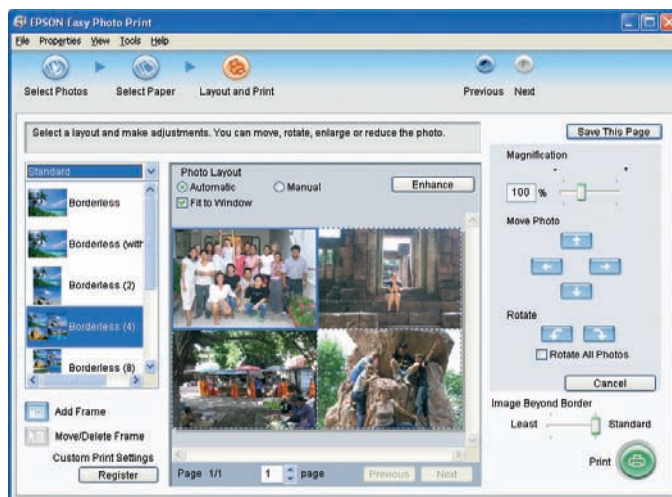 EPSON Easy Photo Print
File Properties View Tools Help
Select Photos Select Paper Layout and Print Previous Next
Select a layout and make adjustments. You can move, rotate, enlarge or reduce the photo.
Save This Page
Standard
Borderless
Borderless (with
Borderless (2)
Borderless (4)
Borderless (8)
Add Frame
Move/Delete Frame
Custom Print Settings
Register
Photo Layout
Automatic Manual
Enhance
Fit to Window
Page 1/1 1 page Previous Next
Magnification
- +
100 %
Move Photo
Rotate
Rotate All Photos
Cancel
Image Beyond Border
Least Standard
Print